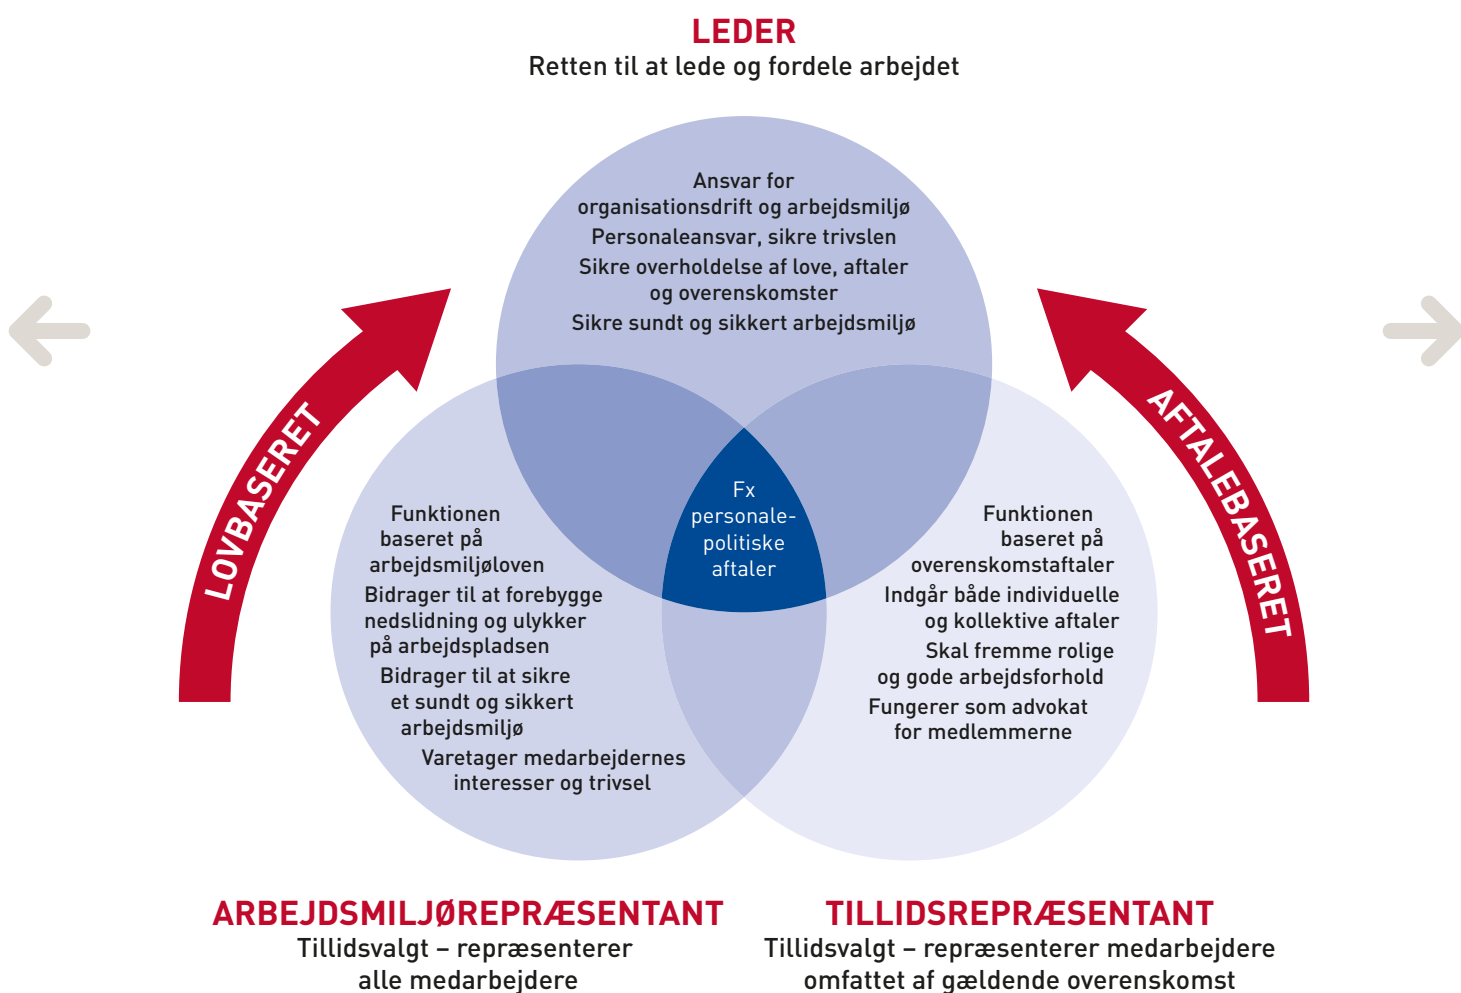 LEDER
Retten til at lede og fordele arbejdet
Ansvar for
organisationsdrift og arbejdsmiljø
Personaleansvar, sikre trivslen
Sikre overholdelse af love, aftaler
og overenskomster
Sikre sundt og sikkert arbejdsmiljø
LOVBASERET
AFTALEBASERET
Fx
personale-
politiske
aftaler
Funktionen
baseret på
arbejdsmiljøloven
Bidrager til at forebygge
nedslidning og ulykker
på arbejdspladsen
Bidrager til at sikre
et sundt og sikkert
arbejdsmiljø
Varetager medarbejdernes
interesser og trivsel
Funktionen
baseret på
overenskomstaftaler
Indgår både individuelle
og kollektive aftaler
Skal fremme rolige
og gode arbejdsforhold
Fungerer som advokat
for medlemmerne
ARBEJDSMILJØREPRÆSENTANT
Tillidsvalgt – repræsenterer
alle medarbejdere
TILLIDSREPRÆSENTANT
Tillidsvalgt – repræsenterer medarbejdere
omfattet af gældende overenskomst